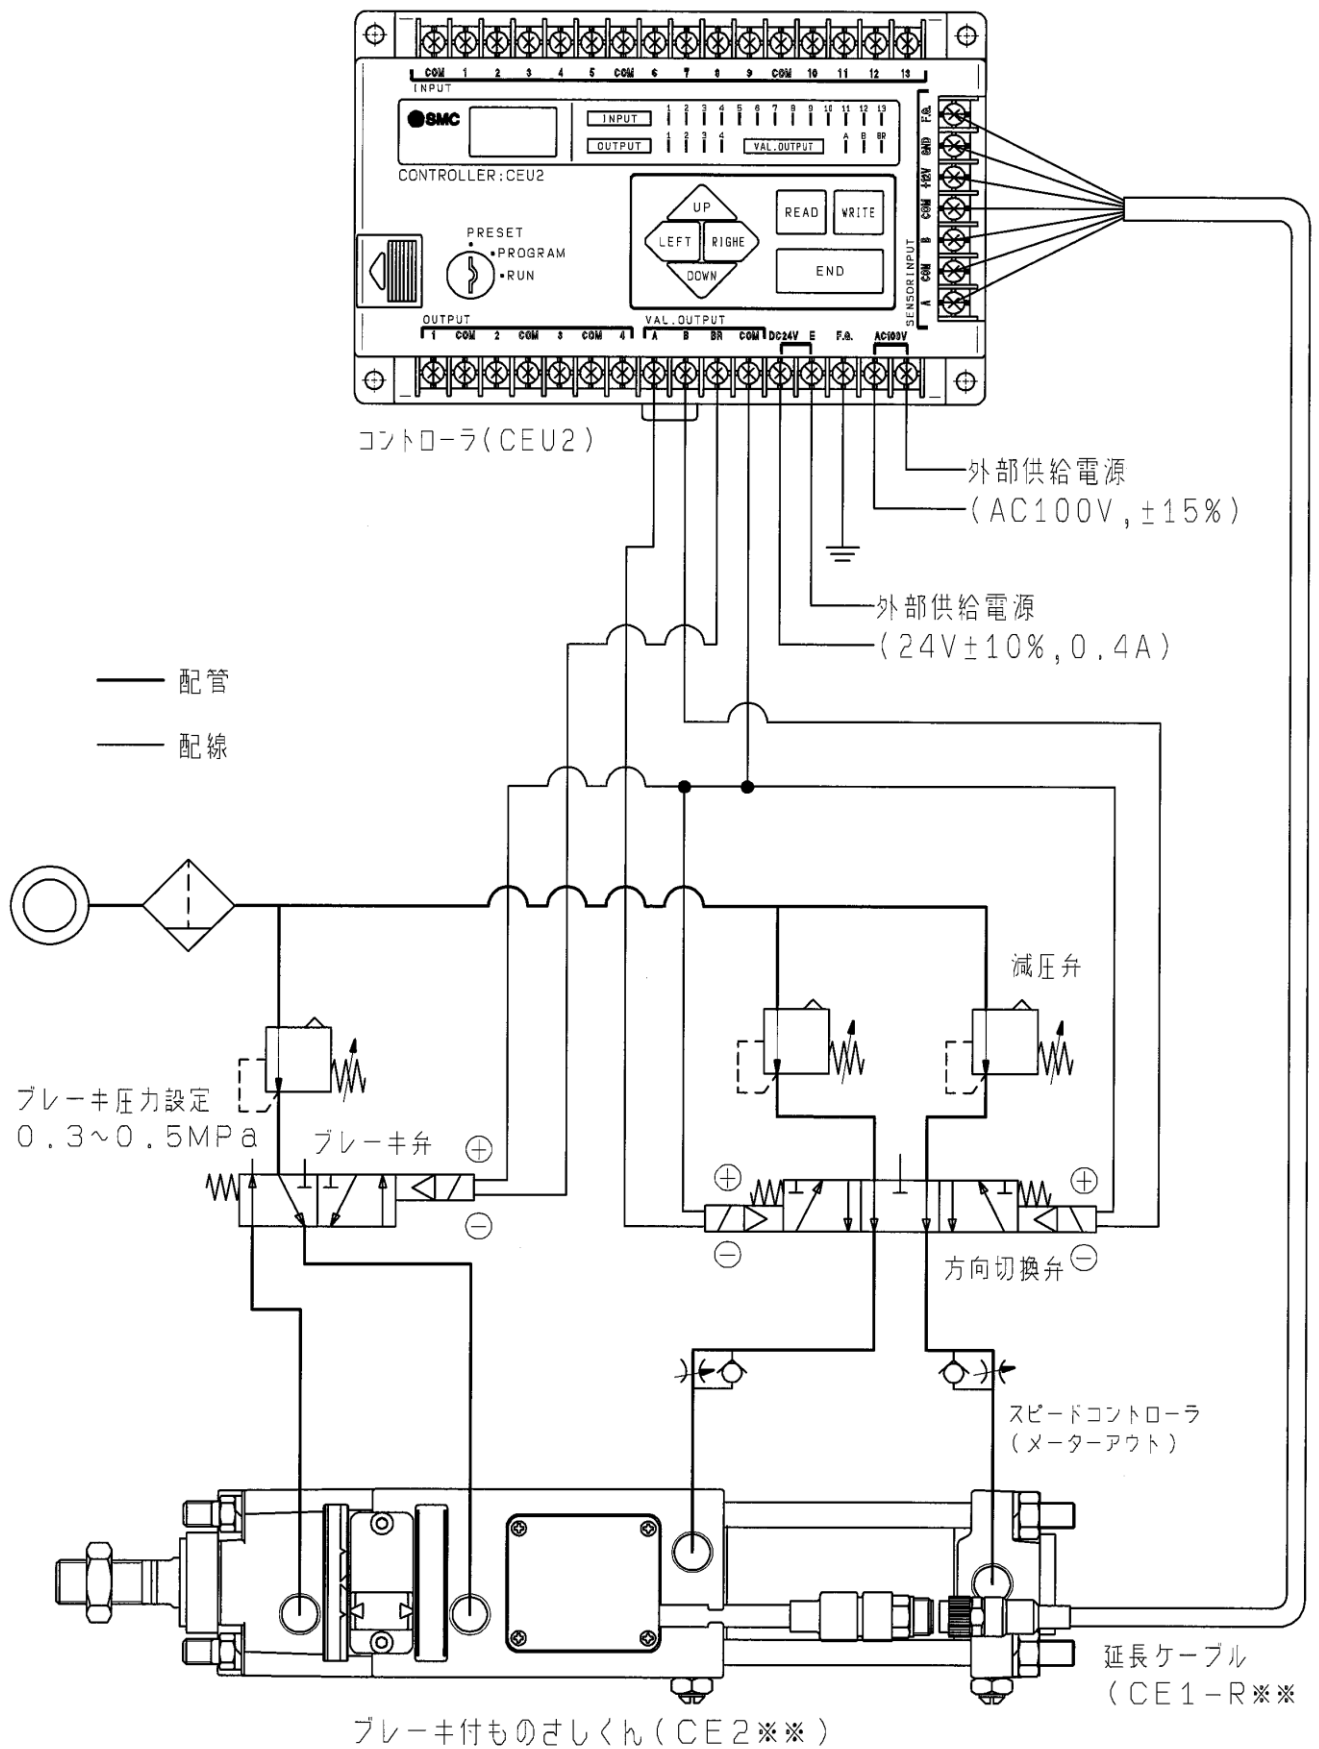 COM 1 2 3 4 5 COM 6 7 8 9 COM 10 11 12 13
INPUT
SMC
INPUT
1 2 3 4 5 6 7 8 9 10 11 12 13
OUTPUT
1 2 3 4
VAL.OUTPUT
A B BR
CONTROLLER:CEU2
PRESET
PROGRAM
RUN
UP
LEFT
RIGHE
DOWN
READ
WRITE
END
F.G.
GND
+12V
COM
B
COM
A
SENSORINPUT
OUTPUT
1 COM 2 COM 3 COM 4
VAL.OUTPUT
A B BR COM
DC24V E F.G. AC100V
コントローラ(CEU2)
外部供給電源
(AC100V,±15%)
外部供給電源
(24V±10%,0.4A)
配管
配線
減圧弁
ブレーキ圧力設定
0.3~0.5MPa
ブレーキ弁
+
−
+
−
+
−
方向切換弁
スピードコントローラ
(メーターアウト)
延長ケーブル
(CE1-R※※
ブレーキ付ものさしくん(CE2※※)